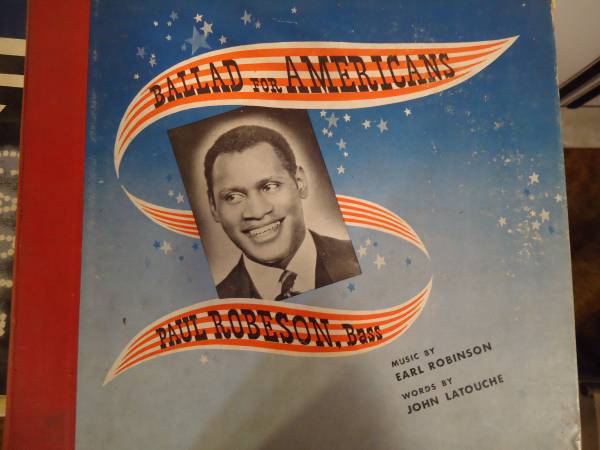 BALLAD FOR AMERICANS
PAUL ROBESON, Bass
MUSIC BY
EARL ROBINSON
WORDS BY
JOHN LATOUCHE